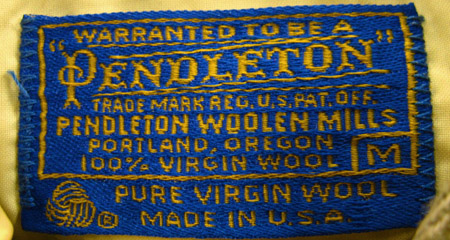 WARRANTED TO BE A
"PENDLETON"
TRADE MARK REG. U.S. PAT. OFF.
PENDLETON WOOLEN MILLS
PORTLAND, OREGON
100% VIRGIN WOOL M
PURE VIRGIN WOOL
® MADE IN U.S.A.